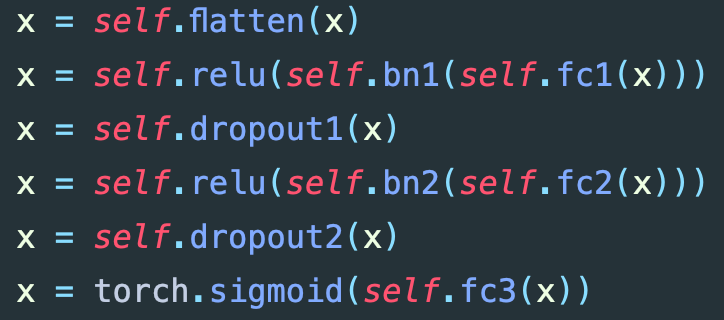 x = self.flatten(x)
x = self.relu(self.bn1(self.fc1(x)))
x = self.dropout1(x)
x = self.relu(self.bn2(self.fc2(x)))
x = self.dropout2(x)
x = torch.sigmoid(self.fc3(x))